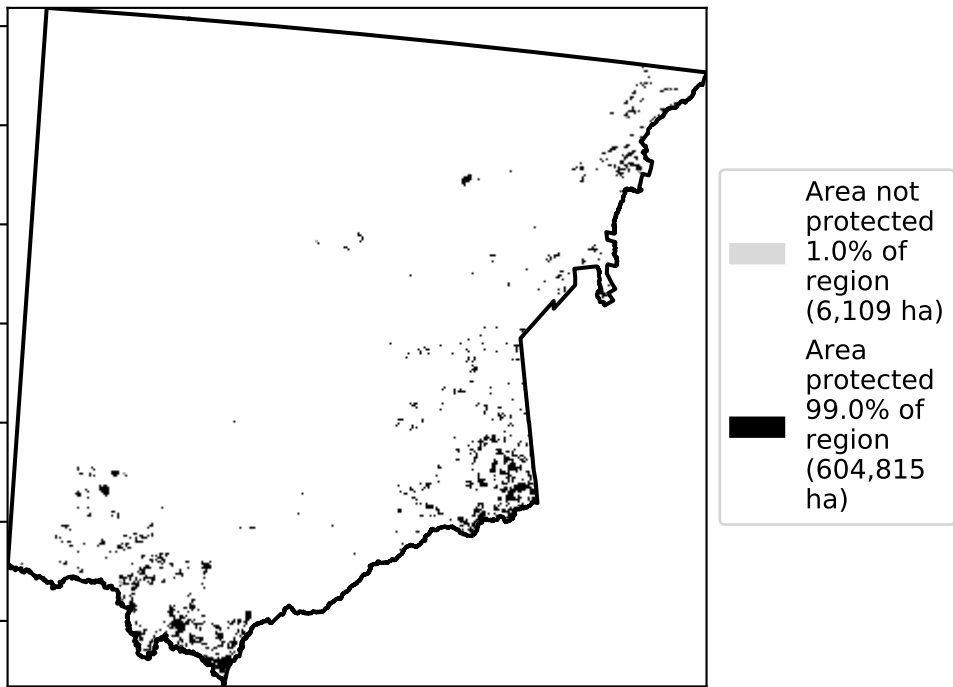 Area not
protected
1.0% of
region
(6,109 ha)
Area
protected
99.0% of
region
(604,815
ha)